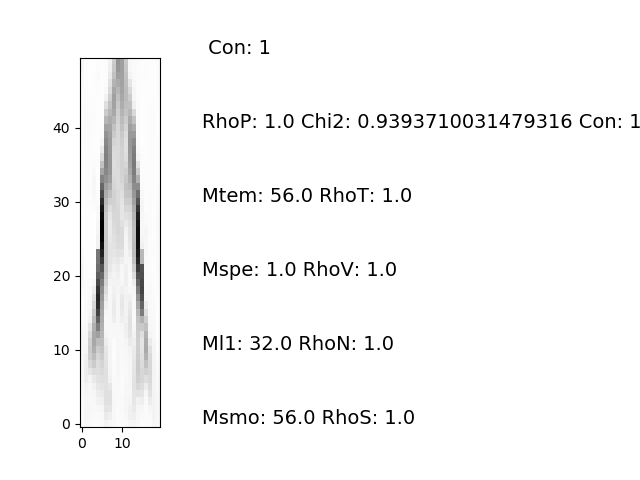 Con: 1
RhoP: 1.0 Chi2: 0.9393710031479316 Con: 1
40
Mtem: 56.0 RhoT: 1.0
30
Mspe: 1.0 RhoV: 1.0
20
Ml1: 32.0 RhoN: 1.0
10
Msmo: 56.0 RhoS: 1.0
0
0 10